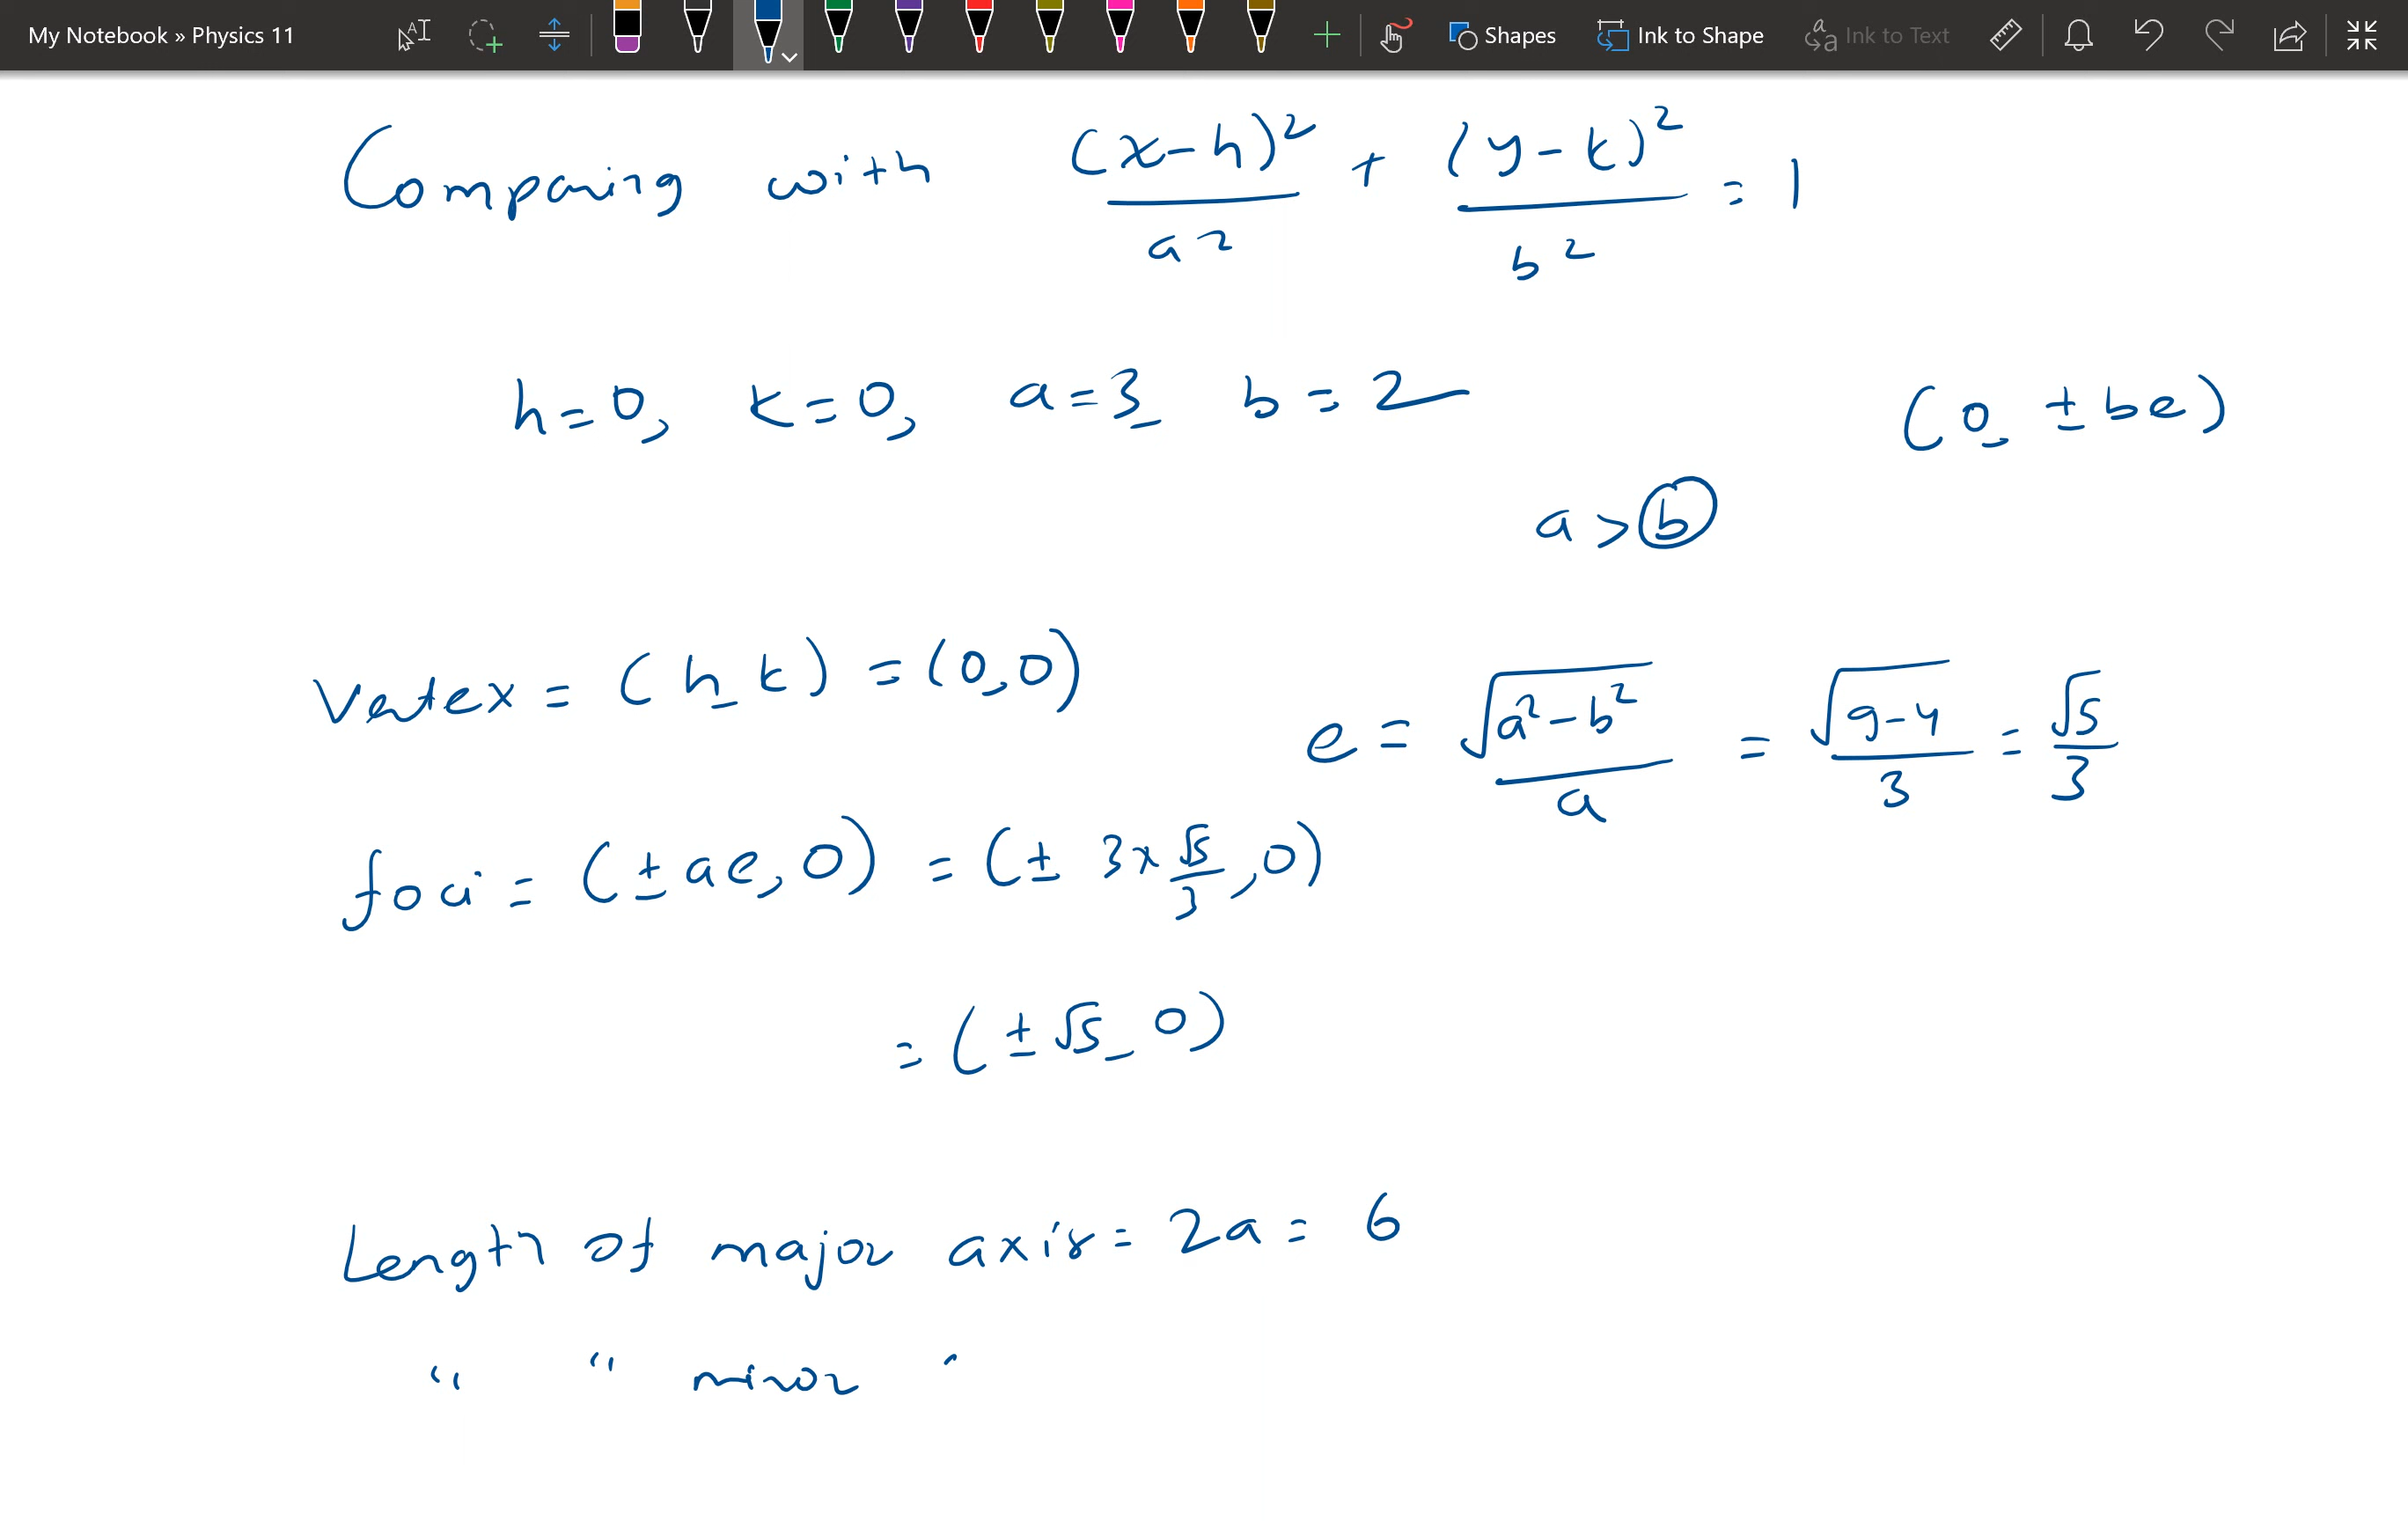 My Notebook » Physics 11
Shapes Ink to Shape Ink to Text
Comparing with (x-h)²/a² + (y-k)²/b² = 1
h=0, k=0, a=3, b=2
(0, ±be)
a > b
Vertex = (h, k) = (0,0)
e = √(a²-b²)/a = √(9-4)/3 = √5/3
foci = (±ae, 0) = (± 3×√5/3, 0)
= (±√5, 0)
Length of major axis = 2a = 6
" " minor "